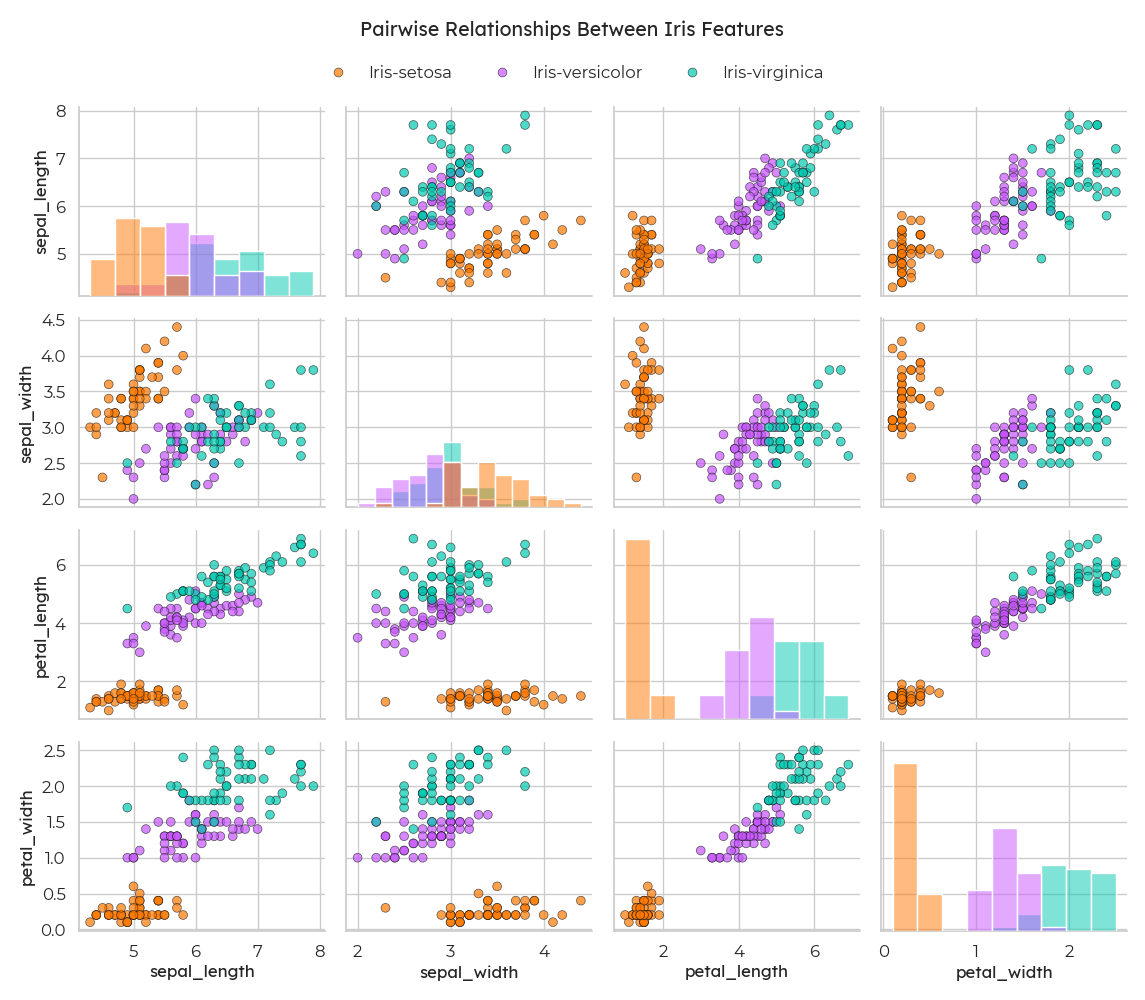 Pairwise Relationships Between Iris Features
Iris-setosa Iris-versicolor Iris-virginica
sepal_length
8
7
6
5
sepal_width
4.5
4.0
3.5
3.0
2.5
2.0
petal_length
6
4
2
petal_width
2.5
2.0
1.5
1.0
0.5
0.0
5 6 7 8 2 3 4 2 4 6 0 1 2
sepal_length sepal_width petal_length petal_width